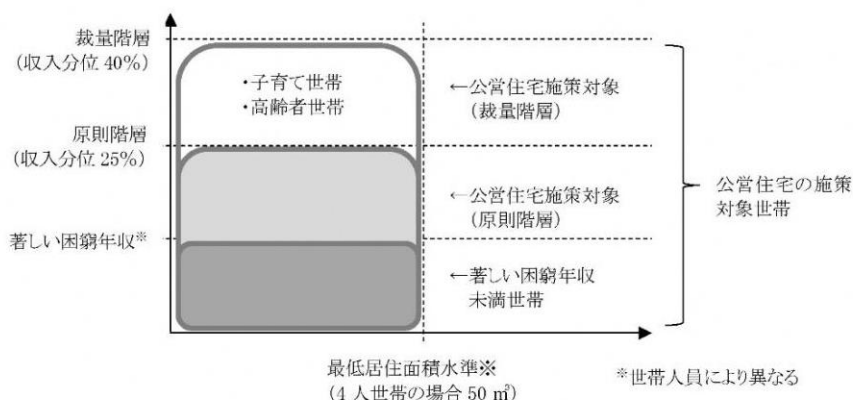 裁量階層
(収入分位 40%)
・子育て世帯
・高齢者世帯
←公営住宅施策対象
(裁量階層)
原則階層
(収入分位 25%)
←公営住宅施策対象
(原則階層)
公営住宅の施策
対象世帯
著しい困窮年収※
←著しい困窮年収
未満世帯
最低居住面積水準※
(4 人世帯の場合 50 ㎡)
※世帯人員により異なる